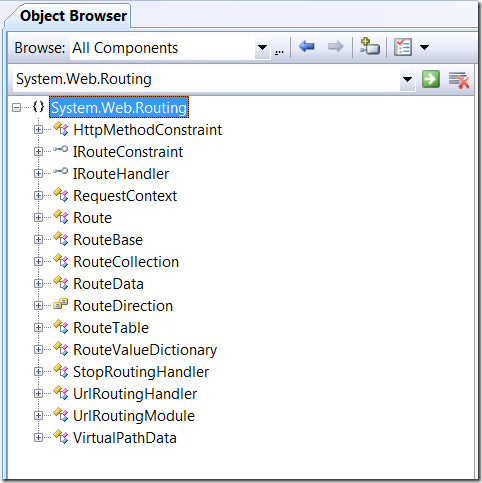 Object Browser
Browse: All Components ...
System.Web.Routing
{} System.Web.Routing
HttpMethodConstraint
IRouteConstraint
IRouteHandler
RequestContext
Route
RouteBase
RouteCollection
RouteData
RouteDirection
RouteTable
RouteValueDictionary
StopRoutingHandler
UrlRoutingHandler
UrlRoutingModule
VirtualPathData